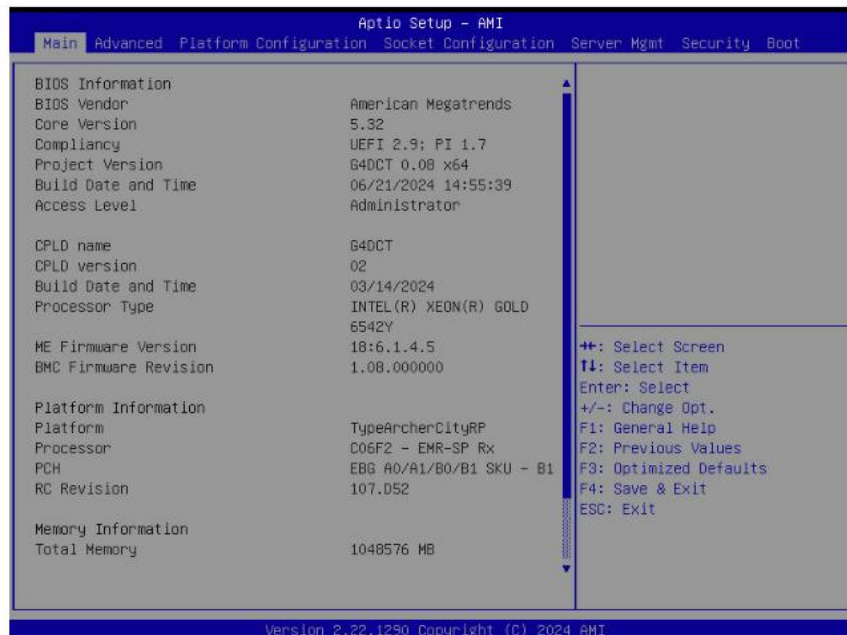 Aptio Setup – AMI
Main Advanced Platform Configuration Socket Configuration Server Mgmt Security Boot
BIOS Information
BIOS Vendor American Megatrends
Core Version 5.32
Compliancy UEFI 2.9; PI 1.7
Project Version G4DCT 0.08 x64
Build Date and Time 06/21/2024 14:55:39
Access Level Administrator
CPLD name G4DCT
CPLD version 02
Build Date and Time 03/14/2024
Processor Type INTEL(R) XEON(R) GOLD
6542Y
ME Firmware Version 18:6.1.4.5
BMC Firmware Revision 1.08.000000
Platform Information
Platform TypeArcherCityRP
Processor C06F2 - EMR-SP Rx
PCH EBG A0/A1/B0/B1 SKU - B1
RC Revision 107.D52
Memory Information
Total Memory 1048576 MB
→←: Select Screen
↑↓: Select Item
Enter: Select
+/-: Change Opt.
F1: General Help
F2: Previous Values
F3: Optimized Defaults
F4: Save & Exit
ESC: Exit
Version 2.22.1290 Copyright (C) 2024 AMI